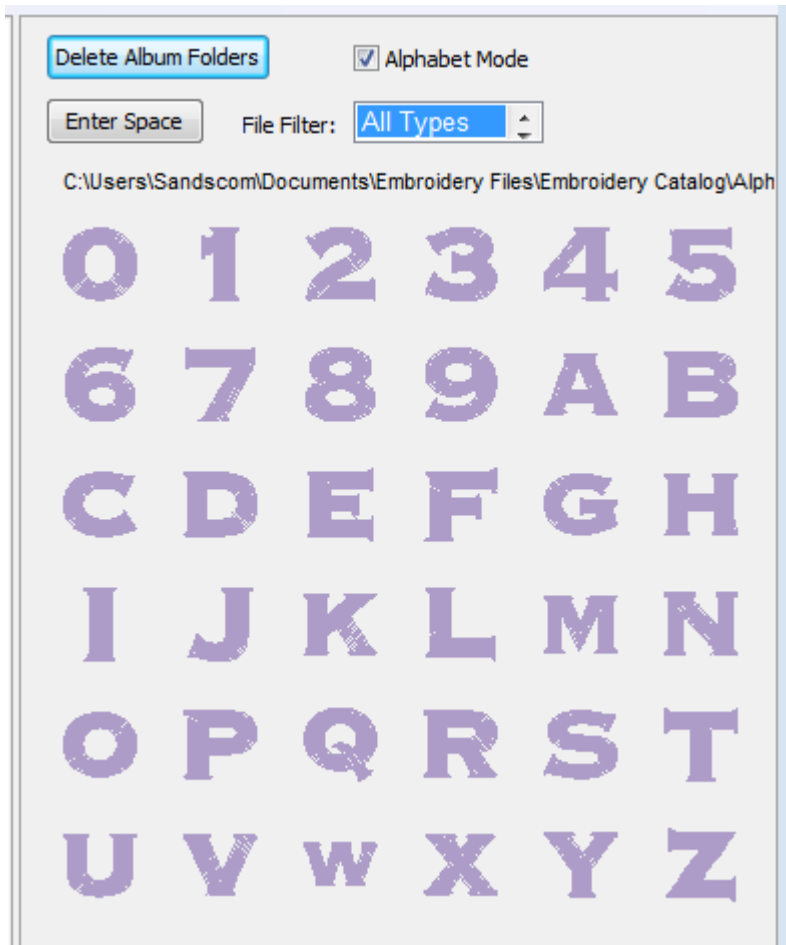 Delete Album Folders Alphabet Mode
Enter Space File Filter: All Types
C:\Users\Sandscom\Documents\Embroidery Files\Embroidery Catalog\Alph
0 1 2 3 4 5
6 7 8 9 A B
C D E F G H
I J K L M N
O P Q R S T
U V W X Y Z